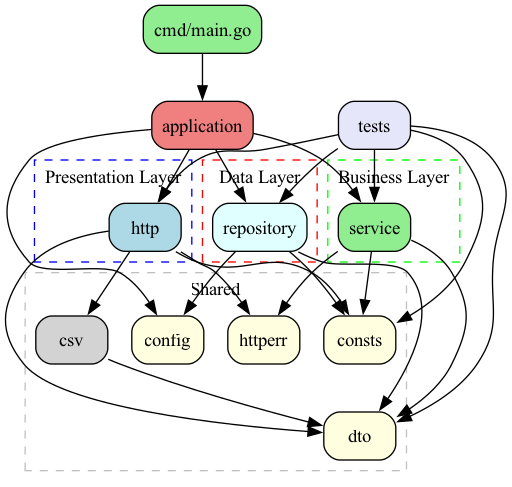 cmd/main.go
application
tests
Presentation Layer
Data Layer
Business Layer
http
repository
service
Shared
csv
config
httperr
consts
dto